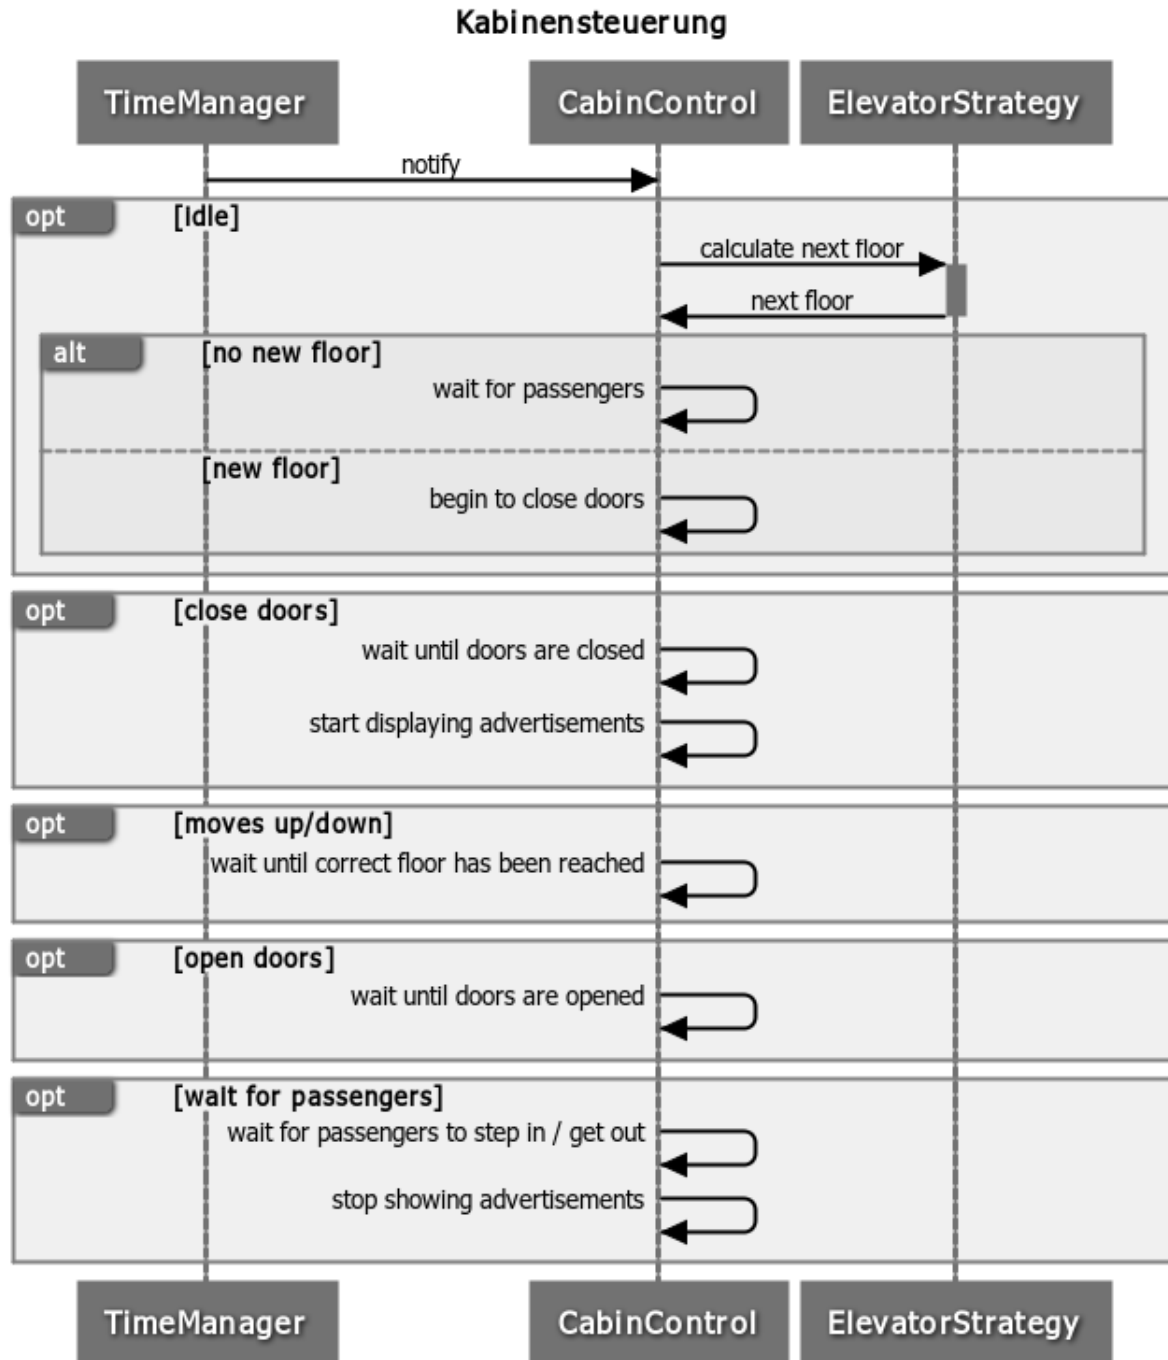 Kabinensteuerung
TimeManager CabinControl ElevatorStrategy
notify
opt [Idle]
calculate next floor
next floor
alt [no new floor]
wait for passengers
[new floor]
begin to close doors
opt [close doors]
wait until doors are closed
start displaying advertisements
opt [moves up/down]
wait until correct floor has been reached
opt [open doors]
wait until doors are opened
opt [wait for passengers]
wait for passengers to step in / get out
stop showing advertisements
TimeManager CabinControl ElevatorStrategy